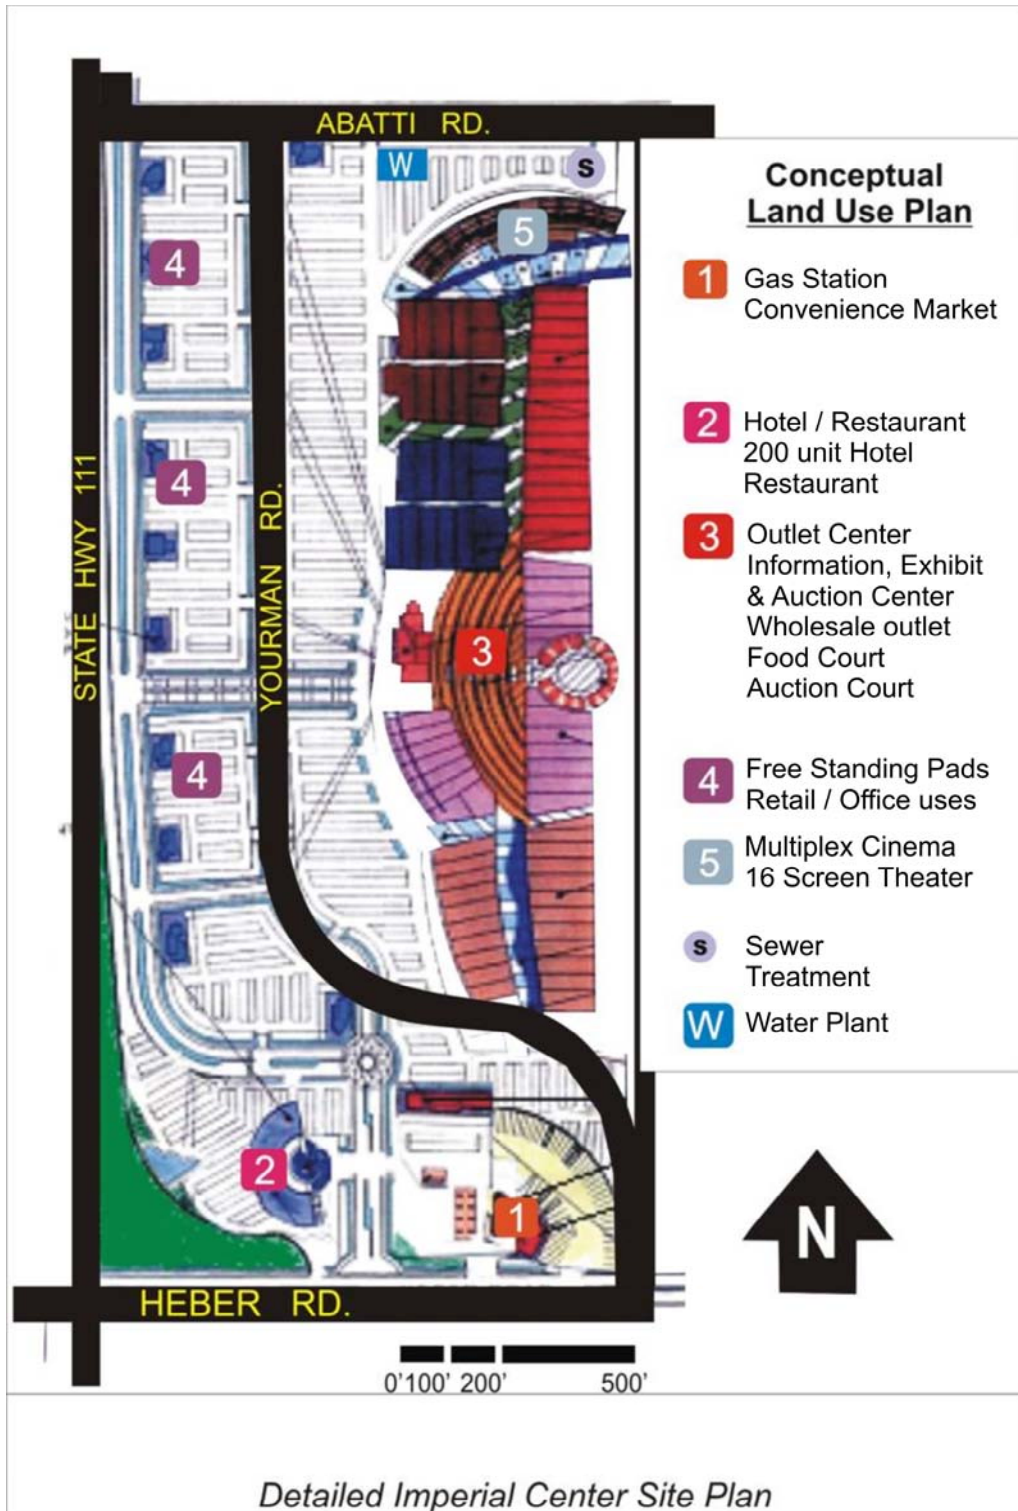 ABATTI RD.
W
S
5
4
4
3
4
STATE HWY 111
YOURMAN RD.
2
1
HEBER RD.
Conceptual
Land Use Plan
1 Gas Station
Convenience Market
2 Hotel / Restaurant
200 unit Hotel
Restaurant
3 Outlet Center
Information, Exhibit
& Auction Center
Wholesale outlet
Food Court
Auction Court
4 Free Standing Pads
Retail / Office uses
5 Multiplex Cinema
16 Screen Theater
S Sewer
Treatment
W Water Plant
N
0'100' 200' 500'
Detailed Imperial Center Site Plan